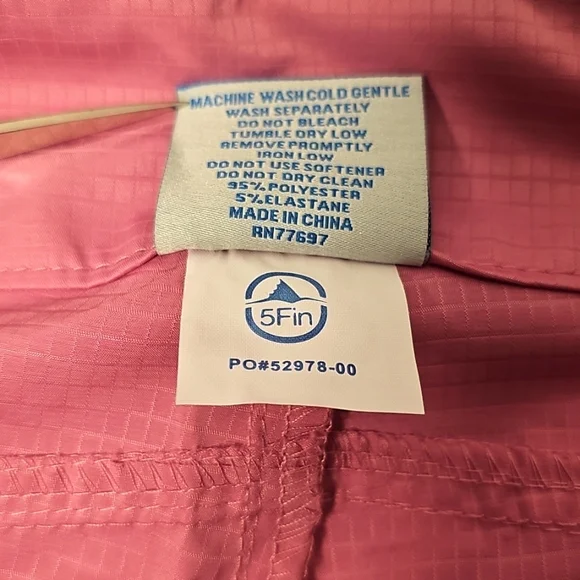 MACHINE WASH COLD GENTLE
WASH SEPARATELY
DO NOT BLEACH
TUMBLE DRY LOW
REMOVE PROMPTLY
IRON LOW
DO NOT USE SOFTENER
DO NOT DRY CLEAN
95% POLYESTER
5% ELASTANE
MADE IN CHINA
RN77697
5Fin
PO#52978-00